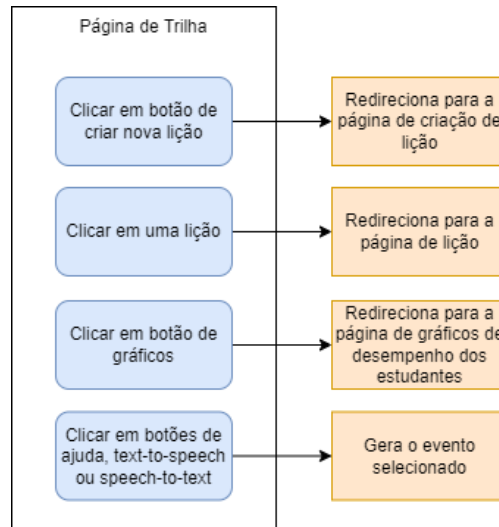 Página de Trilha
Clicar em botão de
criar nova lição
Redireciona para a
página de criação de
lição
Clicar em uma lição
Redireciona para a
página de lição
Clicar em botão de
gráficos
Redireciona para a
página de gráficos de
desempenho dos
estudantes
Clicar em botões de
ajuda, text-to-speech
ou speech-to-text
Gera o evento
selecionado